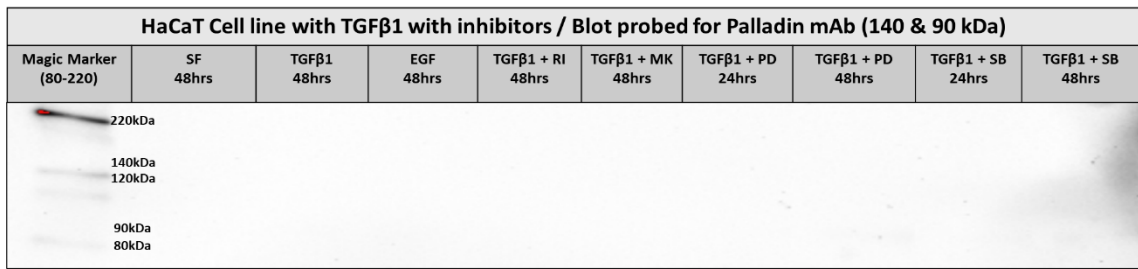 HaCaT Cell line with TGFβ1 with inhibitors / Blot probed for Palladin mAb (140 & 90 kDa)
Magic Marker (80-220)
SF 48hrs
TGFβ1 48hrs
EGF 48hrs
TGFβ1 + RI 48hrs
TGFβ1 + MK 48hrs
TGFβ1 + PD 24hrs
TGFβ1 + PD 48hrs
TGFβ1 + SB 24hrs
TGFβ1 + SB 48hrs
220kDa
140kDa
120kDa
90kDa
80kDa